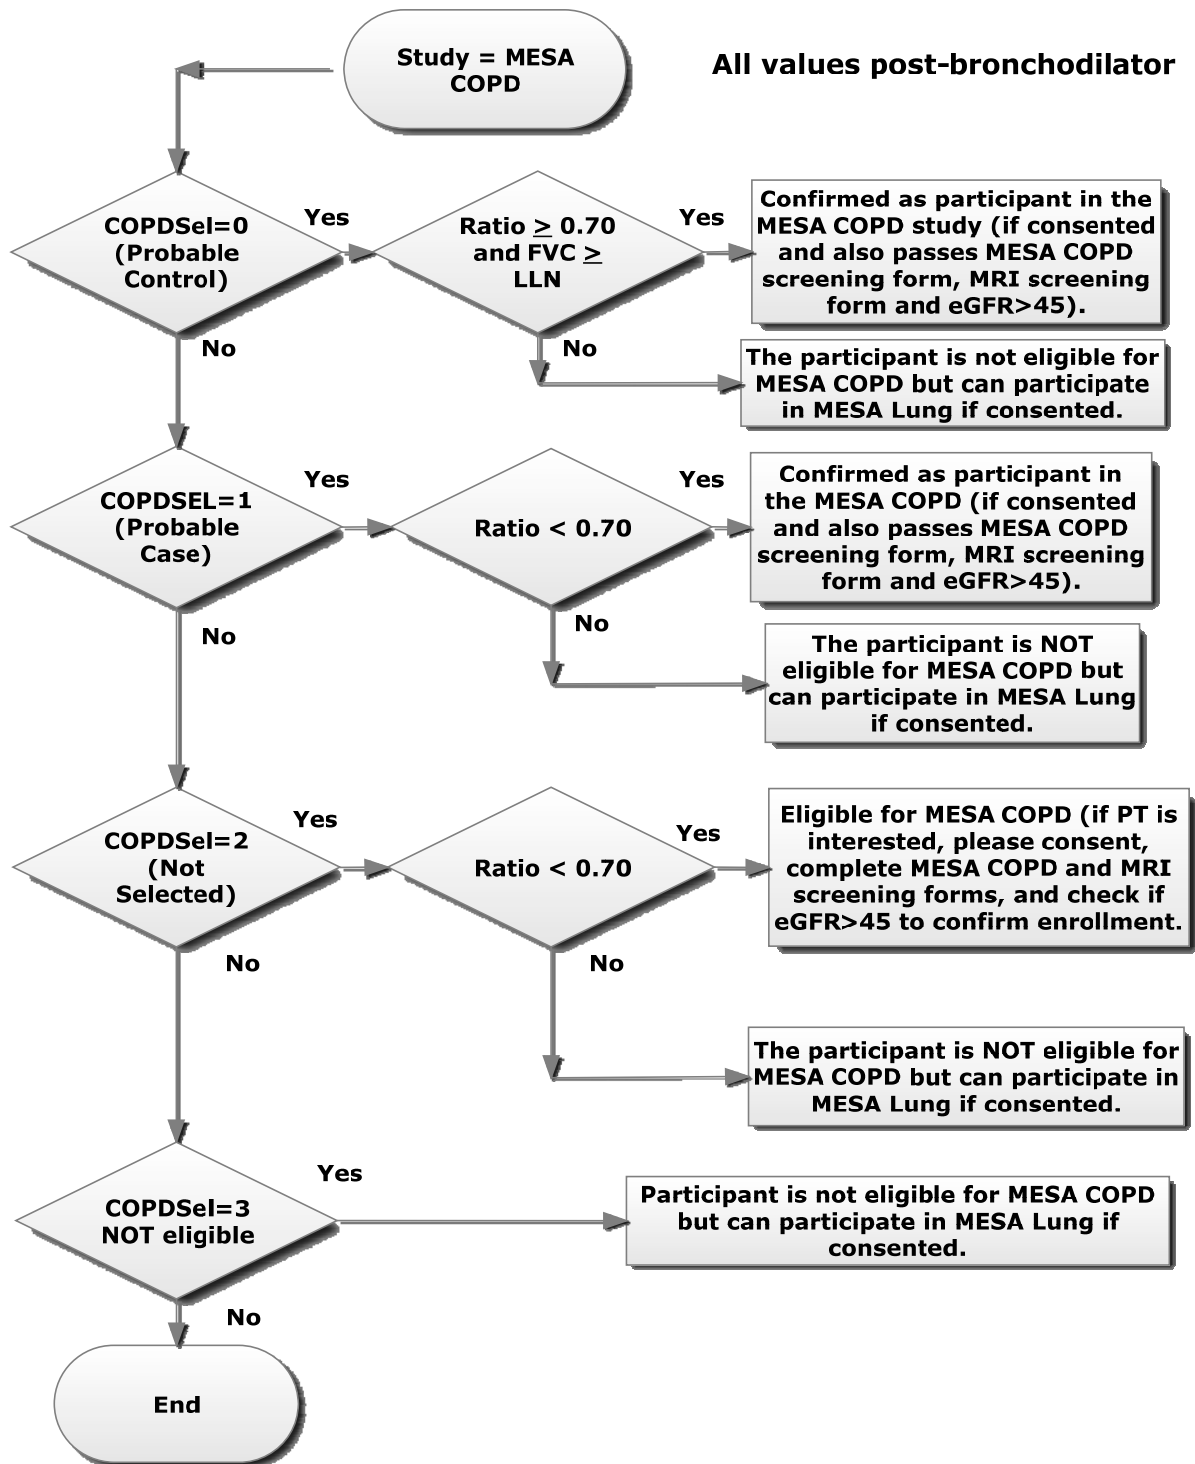 Study = MESA
COPD
All values post-bronchodilator
COPDSel=0
(Probable
Control)
Yes
Ratio ≥ 0.70
and FVC ≥
LLN
Yes
Confirmed as participant in the
MESA COPD study (if consented
and also passes MESA COPD
screening form, MRI screening
form and eGFR>45).
No
No
The participant is not eligible for
MESA COPD but can participate
in MESA Lung if consented.
COPDSEL=1
(Probable
Case)
Yes
Ratio < 0.70
Yes
Confirmed as participant in
the MESA COPD (if consented
and also passes MESA COPD
screening form, MRI screening
form and eGFR>45).
No
No
The participant is NOT
eligible for MESA COPD but
can participate in MESA Lung
if consented.
COPDSel=2
(Not
Selected)
Yes
Ratio < 0.70
Yes
Eligible for MESA COPD (if PT is
interested, please consent,
complete MESA COPD and MRI
screening forms, and check if
eGFR>45 to confirm enrollment.
No
No
The participant is NOT eligible for
MESA COPD but can participate in
MESA Lung if consented.
COPDSel=3
NOT eligible
Yes
Participant is not eligible for MESA COPD
but can participate in MESA Lung if
consented.
No
End